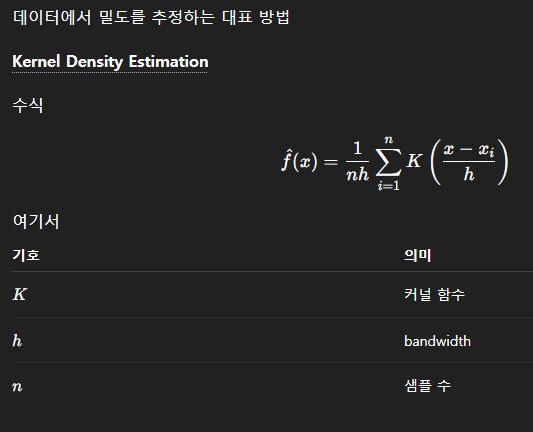 데이터에서 밀도를 추정하는 대표 방법
Kernel Density Estimation
수식
f̂(x) = \frac{1}{nh} \sum_{i=1}^{n} K\left(\frac{x − x_i}{h}\right)
여기서
기호 의미
K 커널 함수
h bandwidth
n 샘플 수